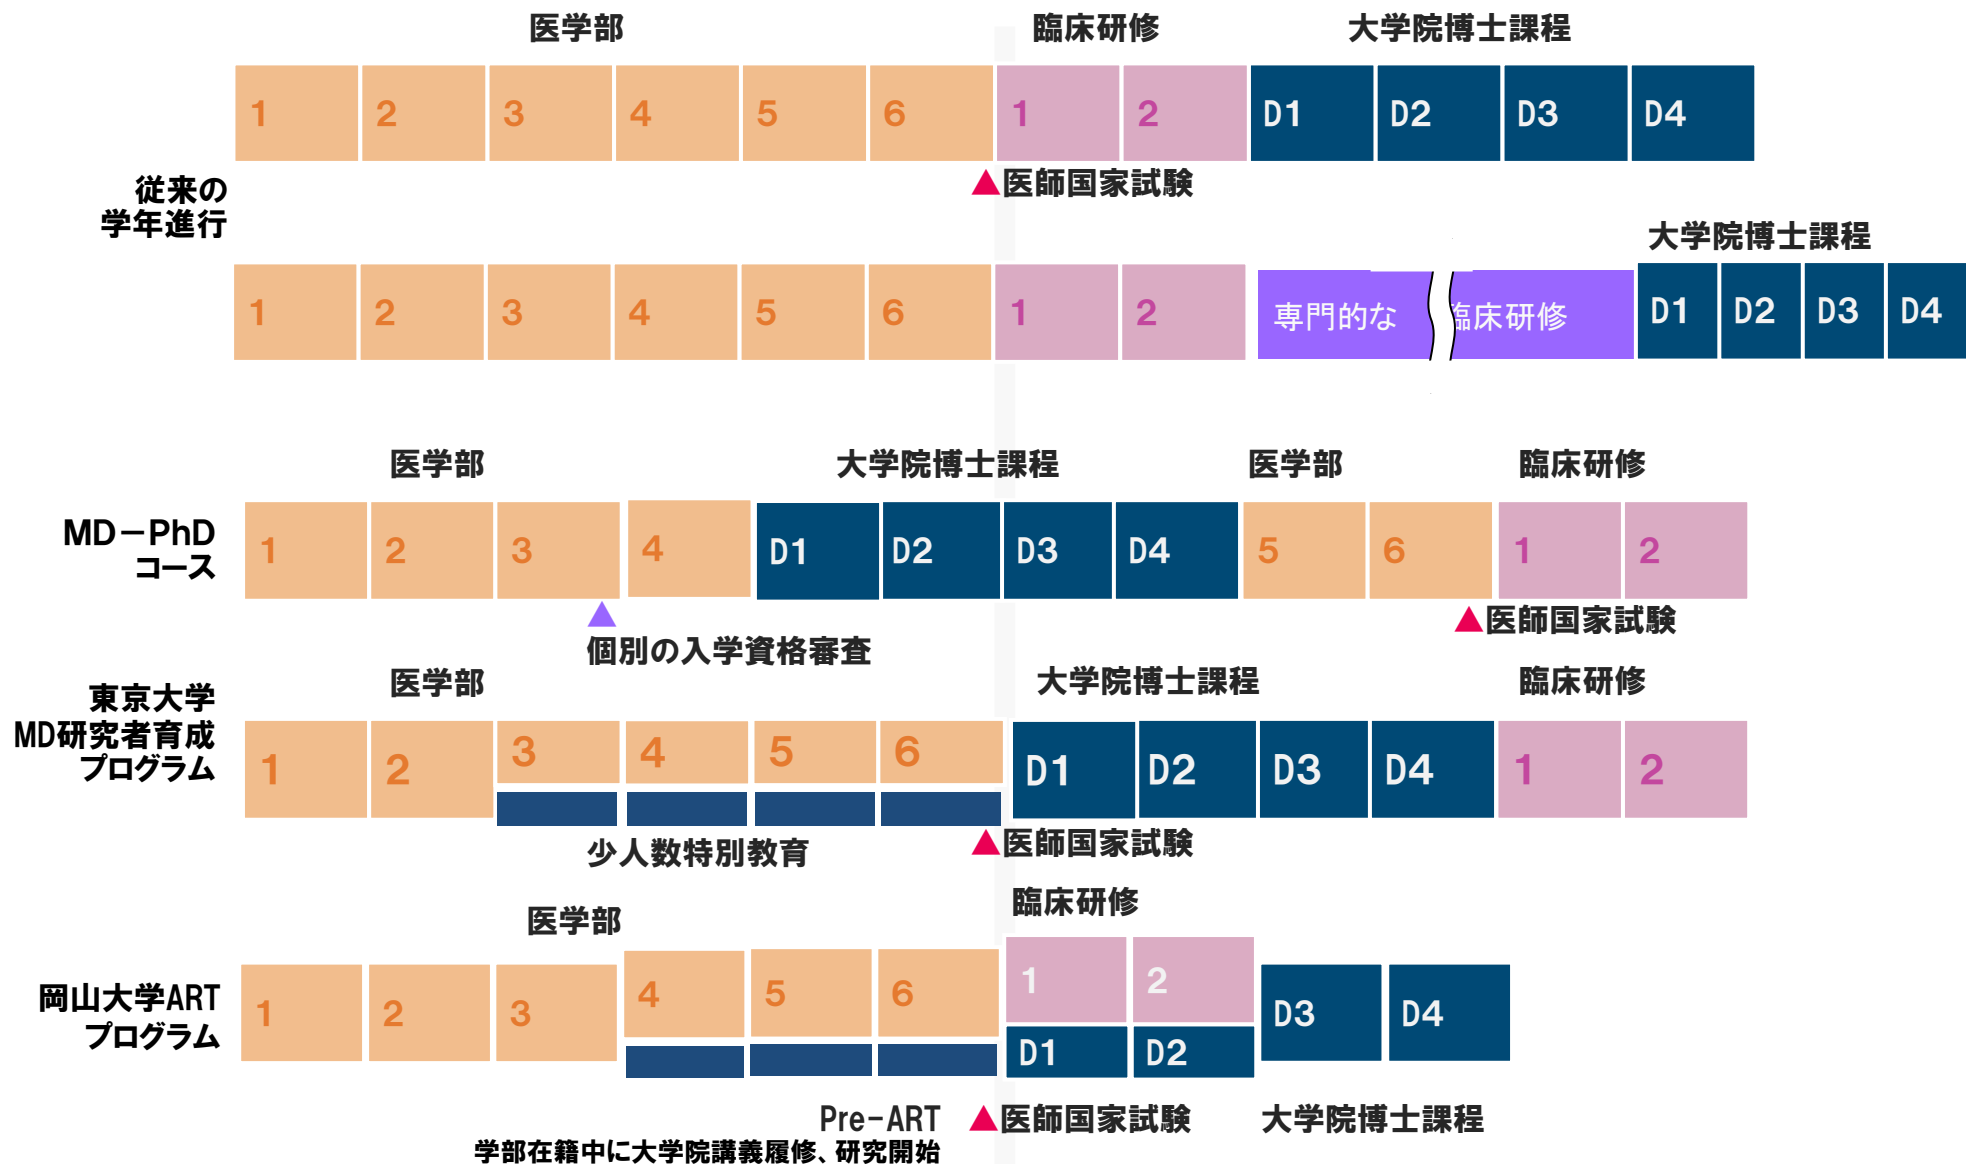 医学部 臨床研修 大学院博士課程
1 2 3 4 5 6 1 2 D1 D2 D3 D4
▲医師国家試験
従来の
学年進行
大学院博士課程
1 2 3 4 5 6 1 2 専門的な 臨床研修 D1 D2 D3 D4
医学部 大学院博士課程 医学部 臨床研修
MD－PhD
コース
1 2 3 4 D1 D2 D3 D4 5 6 1 2
▲医師国家試験
個別の入学資格審査
医学部 大学院博士課程 臨床研修
東京大学
MD研究者育成
プログラム
1 2 3 4 5 6 D1 D2 D3 D4 1 2
少人数特別教育
▲医師国家試験
医学部 臨床研修
岡山大学ART
プログラム
1 2 3 4 5 6 1 2 D3 D4
D1 D2
Pre-ART ▲医師国家試験 大学院博士課程
学部在籍中に大学院講義履修、研究開始